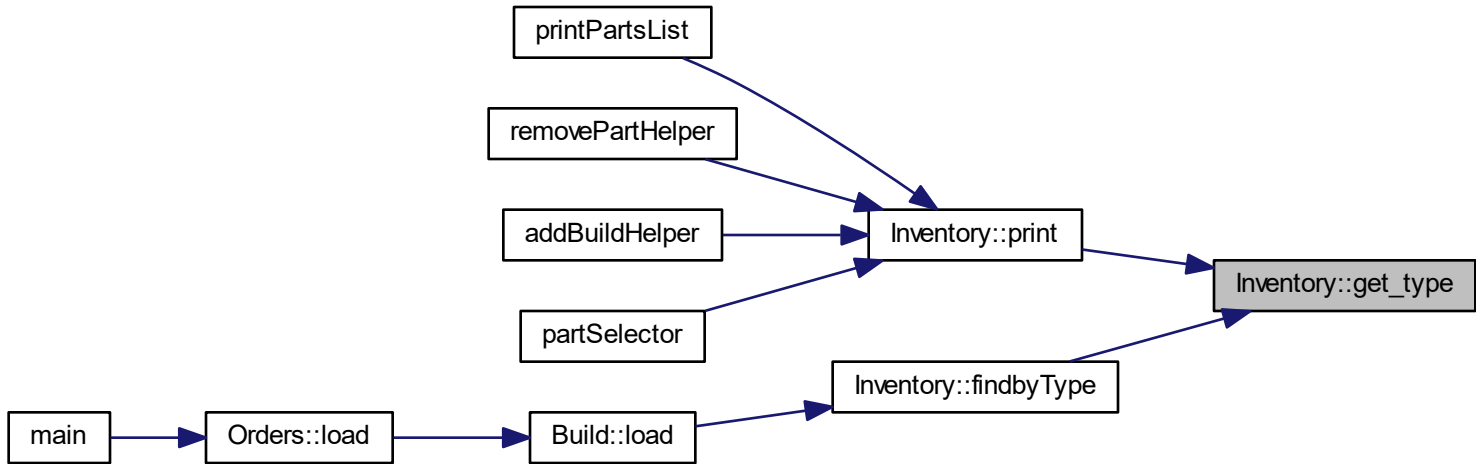 printPartsList
removePartHelper
addBuildHelper
Inventory::print
Inventory::get_type
partSelector
Inventory::findbyType
main
Orders::load
Build::load